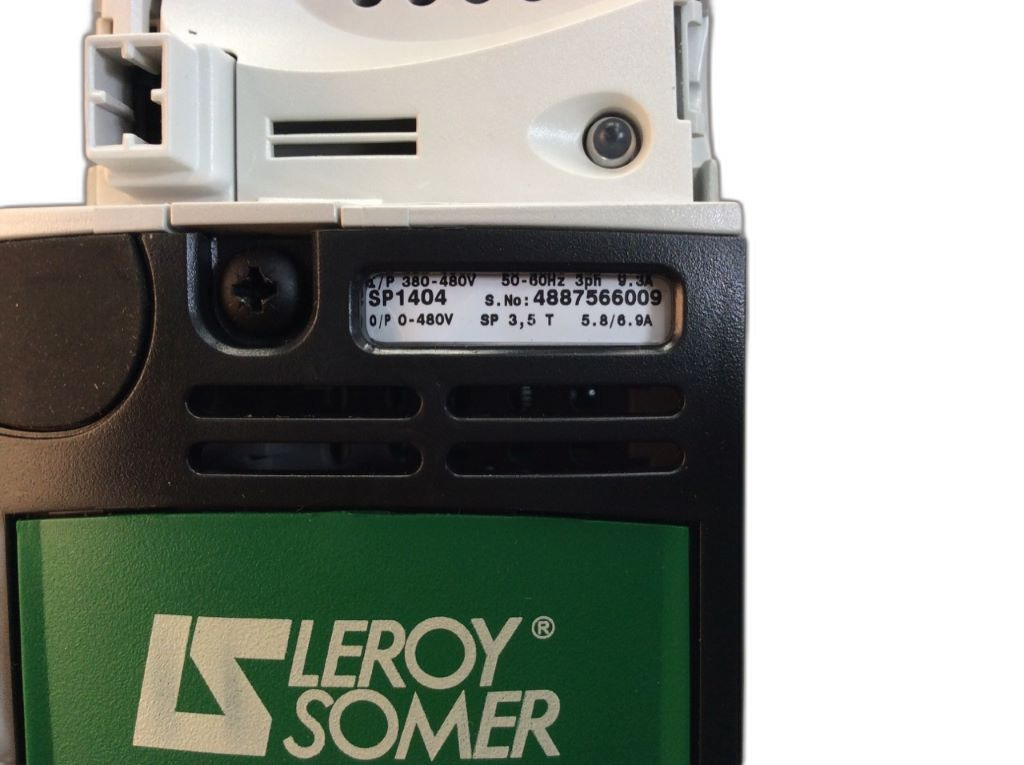 I/P 380-480V 50-60Hz 3ph 9.3A
SP1404 S.No: 4887566009
O/P 0-480V SP 3,5 T 5.8/6.9A
LEROY®
SOMER